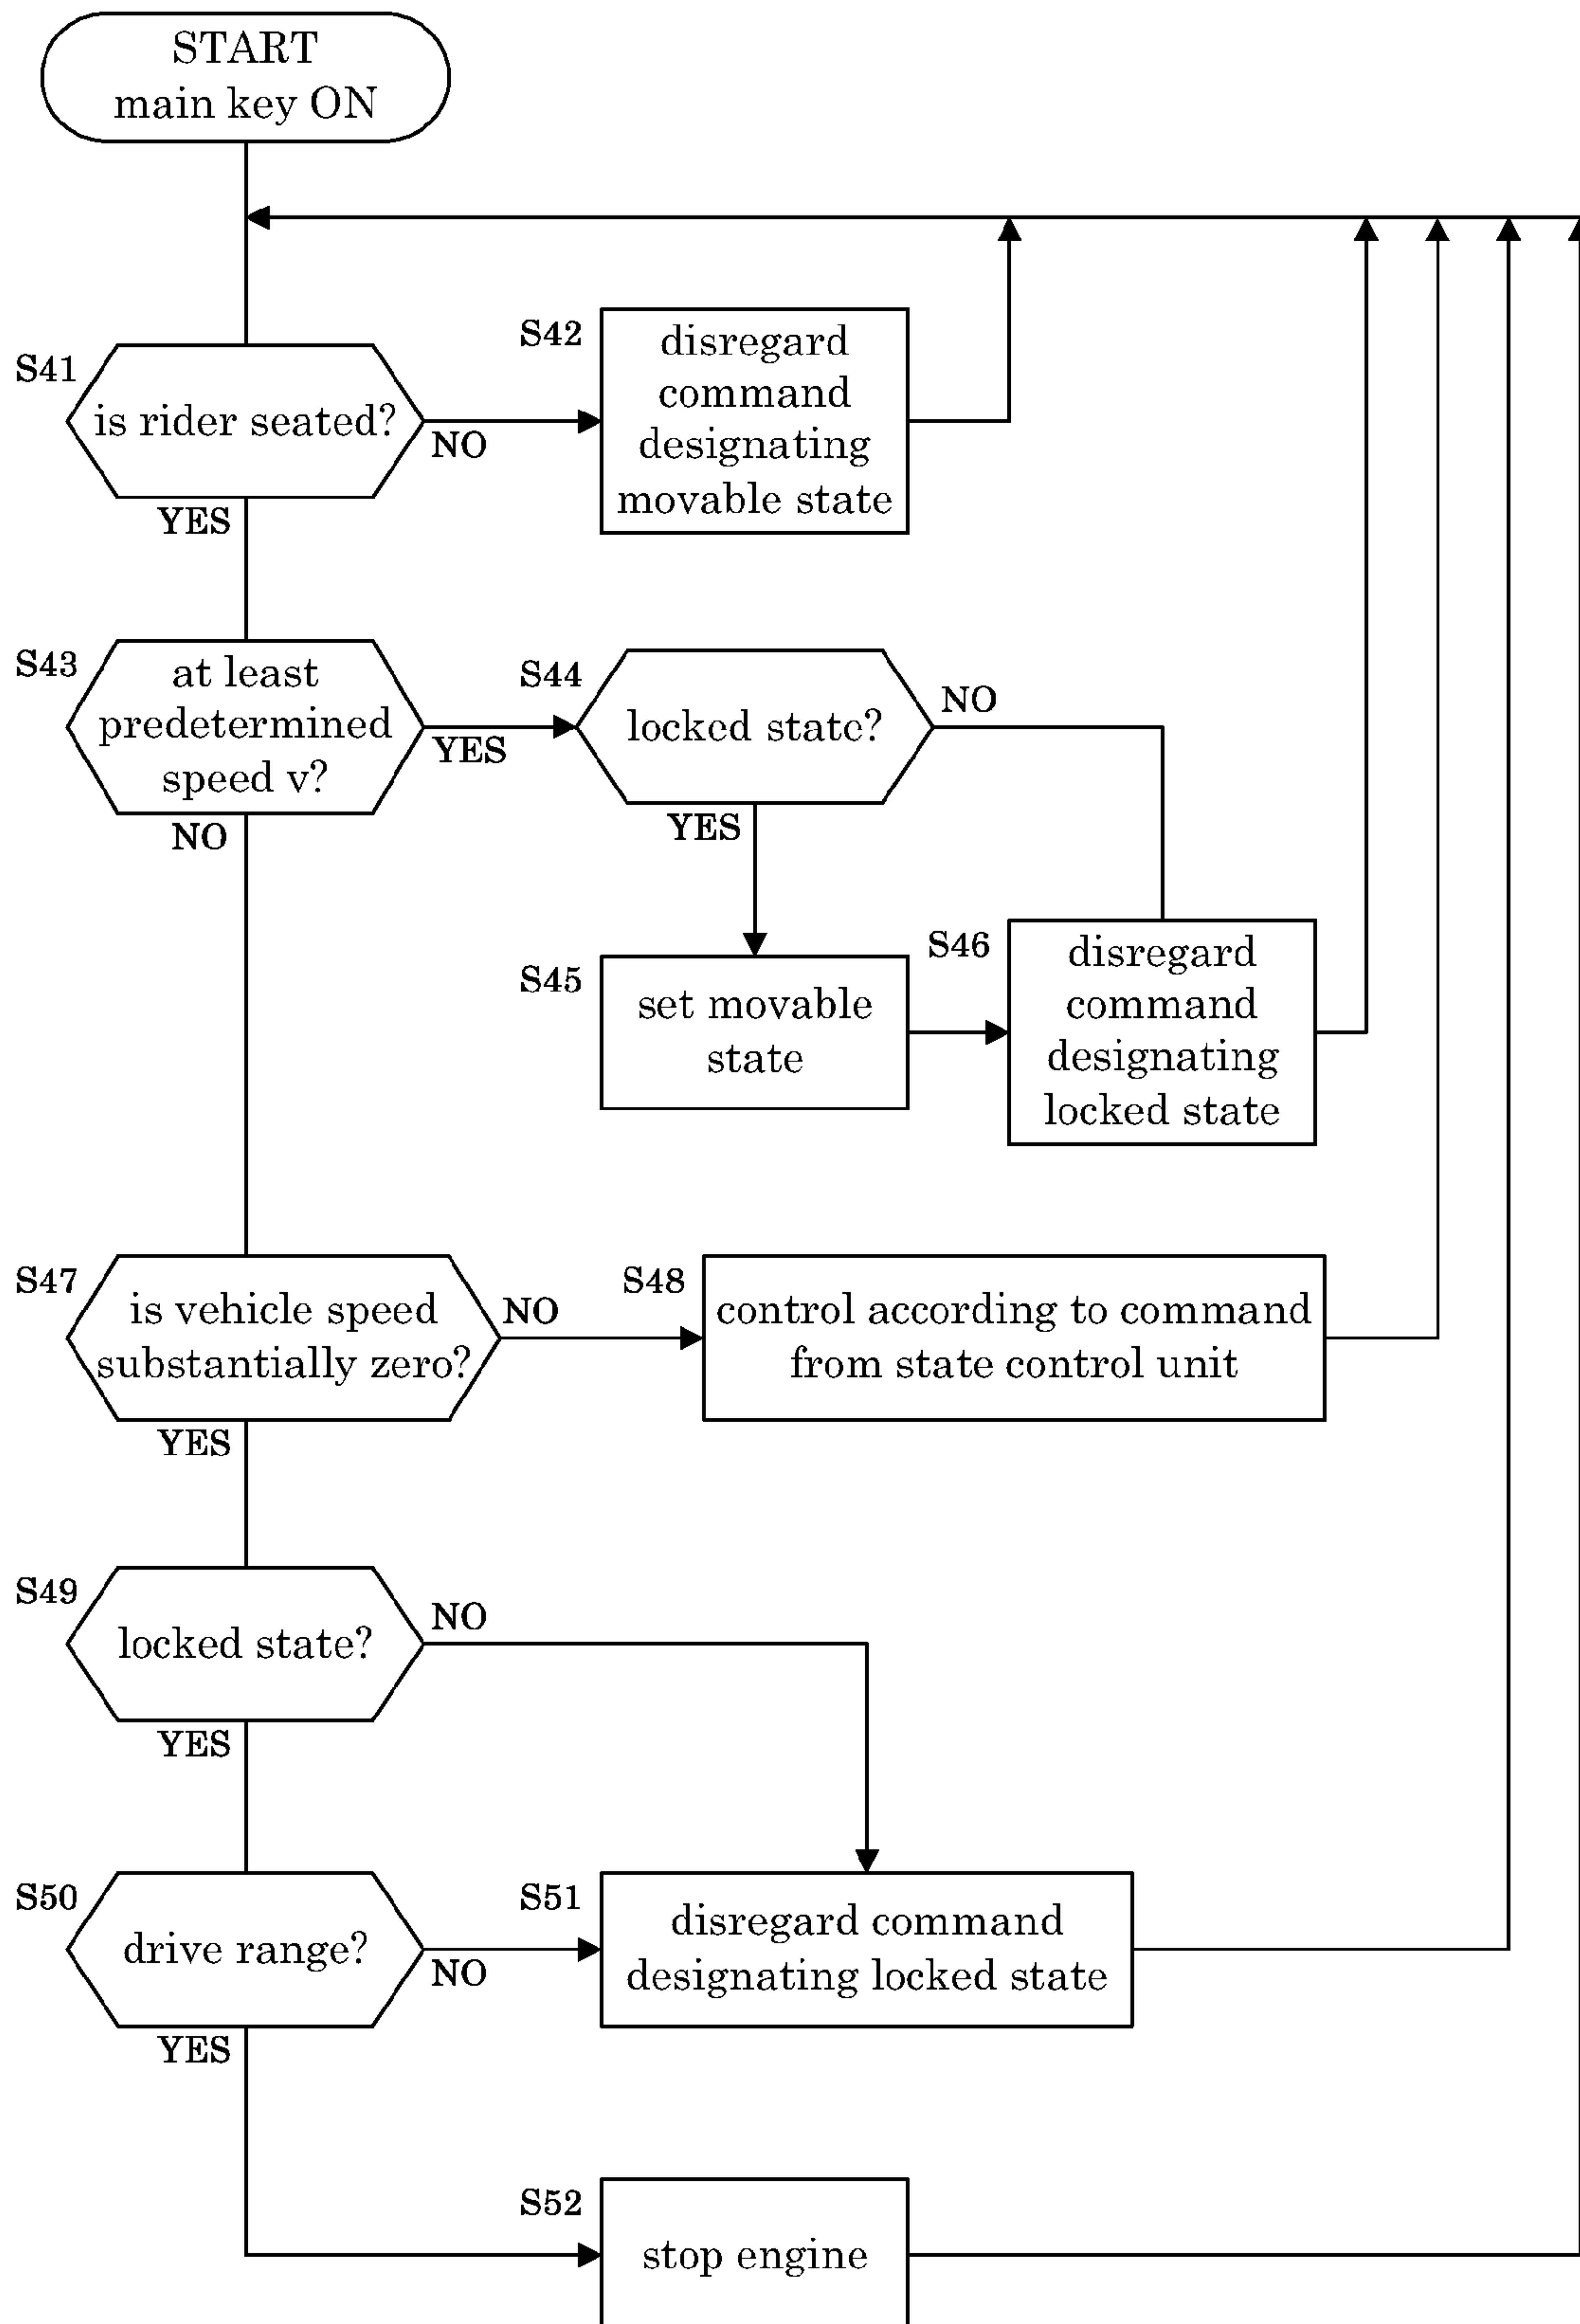 START
main key ON
S41
is rider seated?
NO
YES
S42
disregard
command
designating
movable state
S43
at least
predetermined
speed v?
YES
NO
S44
locked state?
NO
YES
S45
set movable
state
S46
disregard
command
designating
locked state
S47
is vehicle speed
substantially zero?
NO
YES
S48
control according to command
from state control unit
S49
locked state?
NO
YES
S50
drive range?
NO
YES
S51
disregard command
designating locked state
S52
stop engine